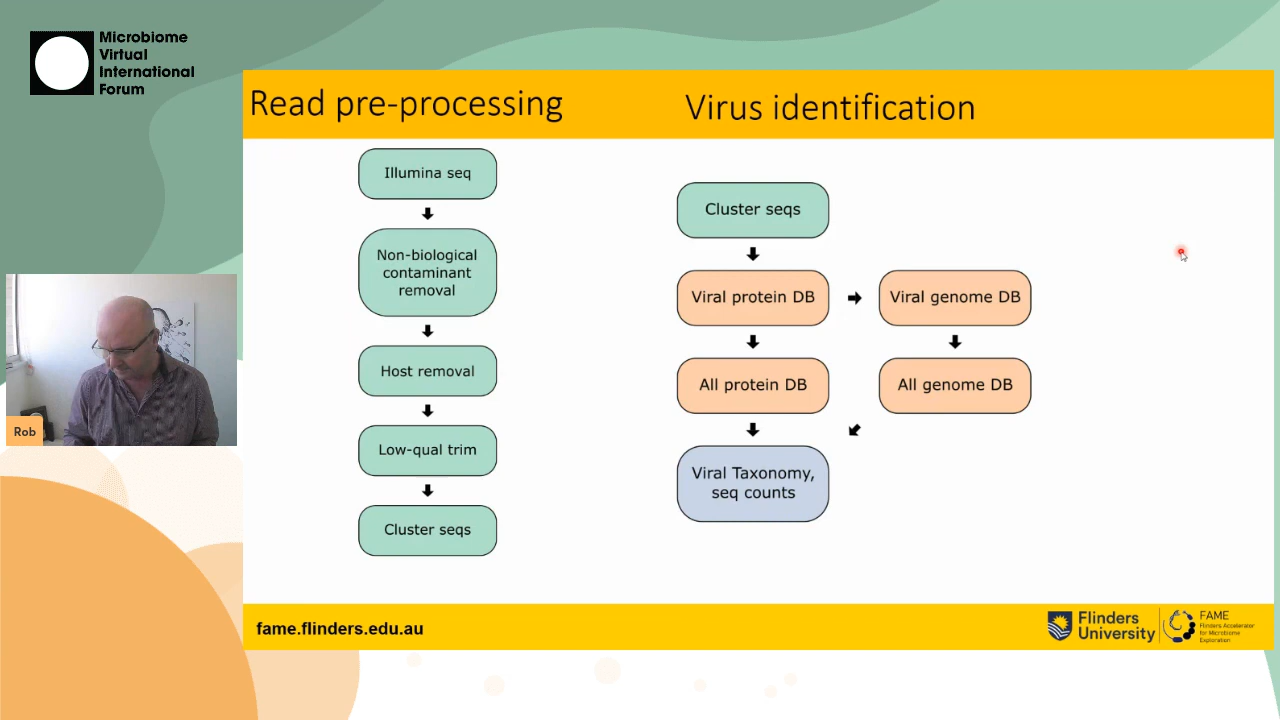 Microbiome
Virtual
International
Forum
Read pre-processing
Virus identification
Illumina seq
Non-biological
contaminant
removal
Host removal
Low-qual trim
Cluster seqs
Cluster seqs
Viral protein DB
Viral genome DB
All protein DB
All genome DB
Viral Taxonomy,
seq counts
Rob
fame.flinders.edu.au
Flinders
University
FAME
Flinders Accelerator
for Microbiome
Exploration